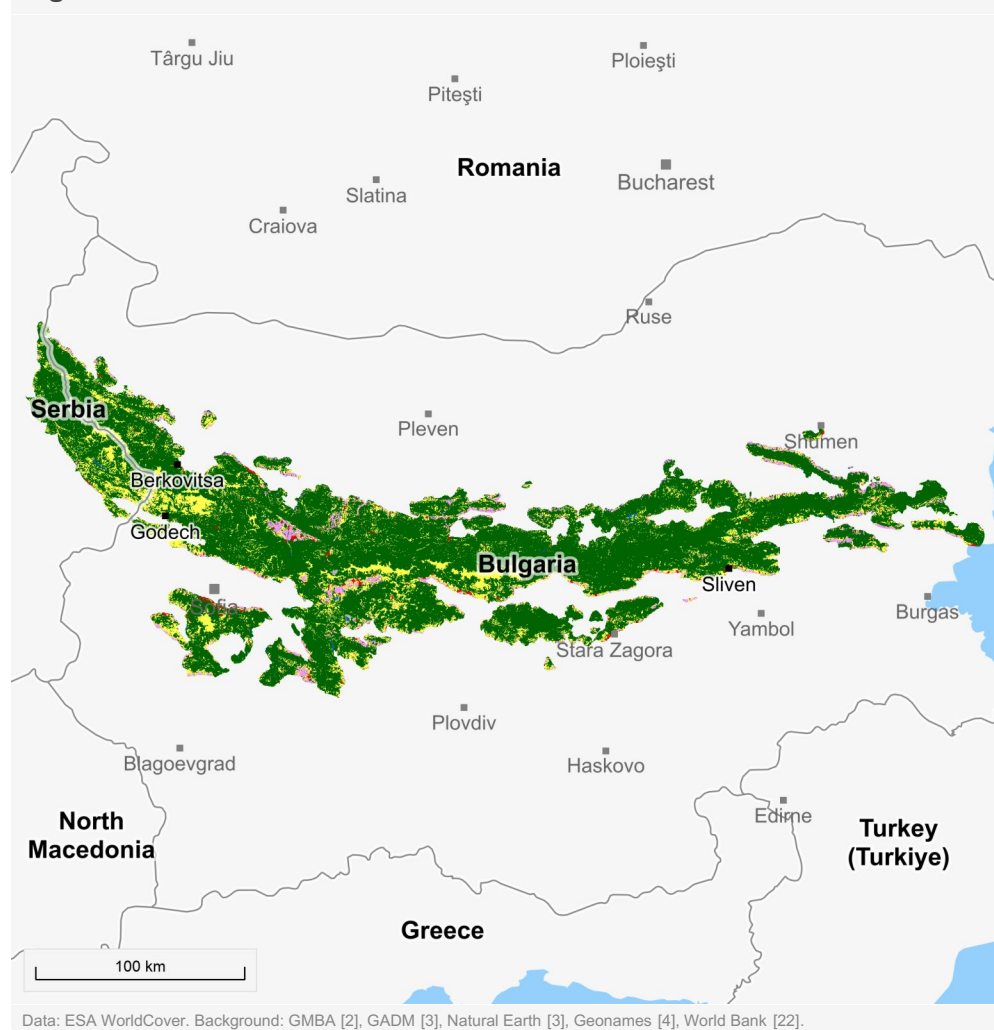 Târgu Jiu
Ploieşti
Piteşti
Romania
Bucharest
Slatina
Craiova
Ruse
Serbia
Pleven
Shumen
Berkovitsa
Godech
Bulgaria
Sliven
Sofia
Burgas
Yambol
Stara Zagora
Plovdiv
Blagoevgrad
Haskovo
Edirne
North
Macedonia
Turkey
(Turkiye)
Greece
100 km
Data: ESA WorldCover. Background: GMBA [2], GADM [3], Natural Earth [3], Geonames [4], World Bank [22].